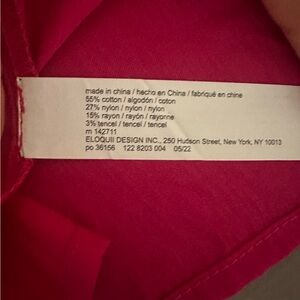 made in china / hecho en China / fabriqué en chine
55% cotton / algodón / coton
27% nylon / nylon / nylon
15% rayon / rayón / rayonne
3% tencel / tencel / tencel
rn 142711
ELOQUII DESIGN INC., 250 Hudson Street, New York, NY 10013
po 36156 122 8203 004 05/22